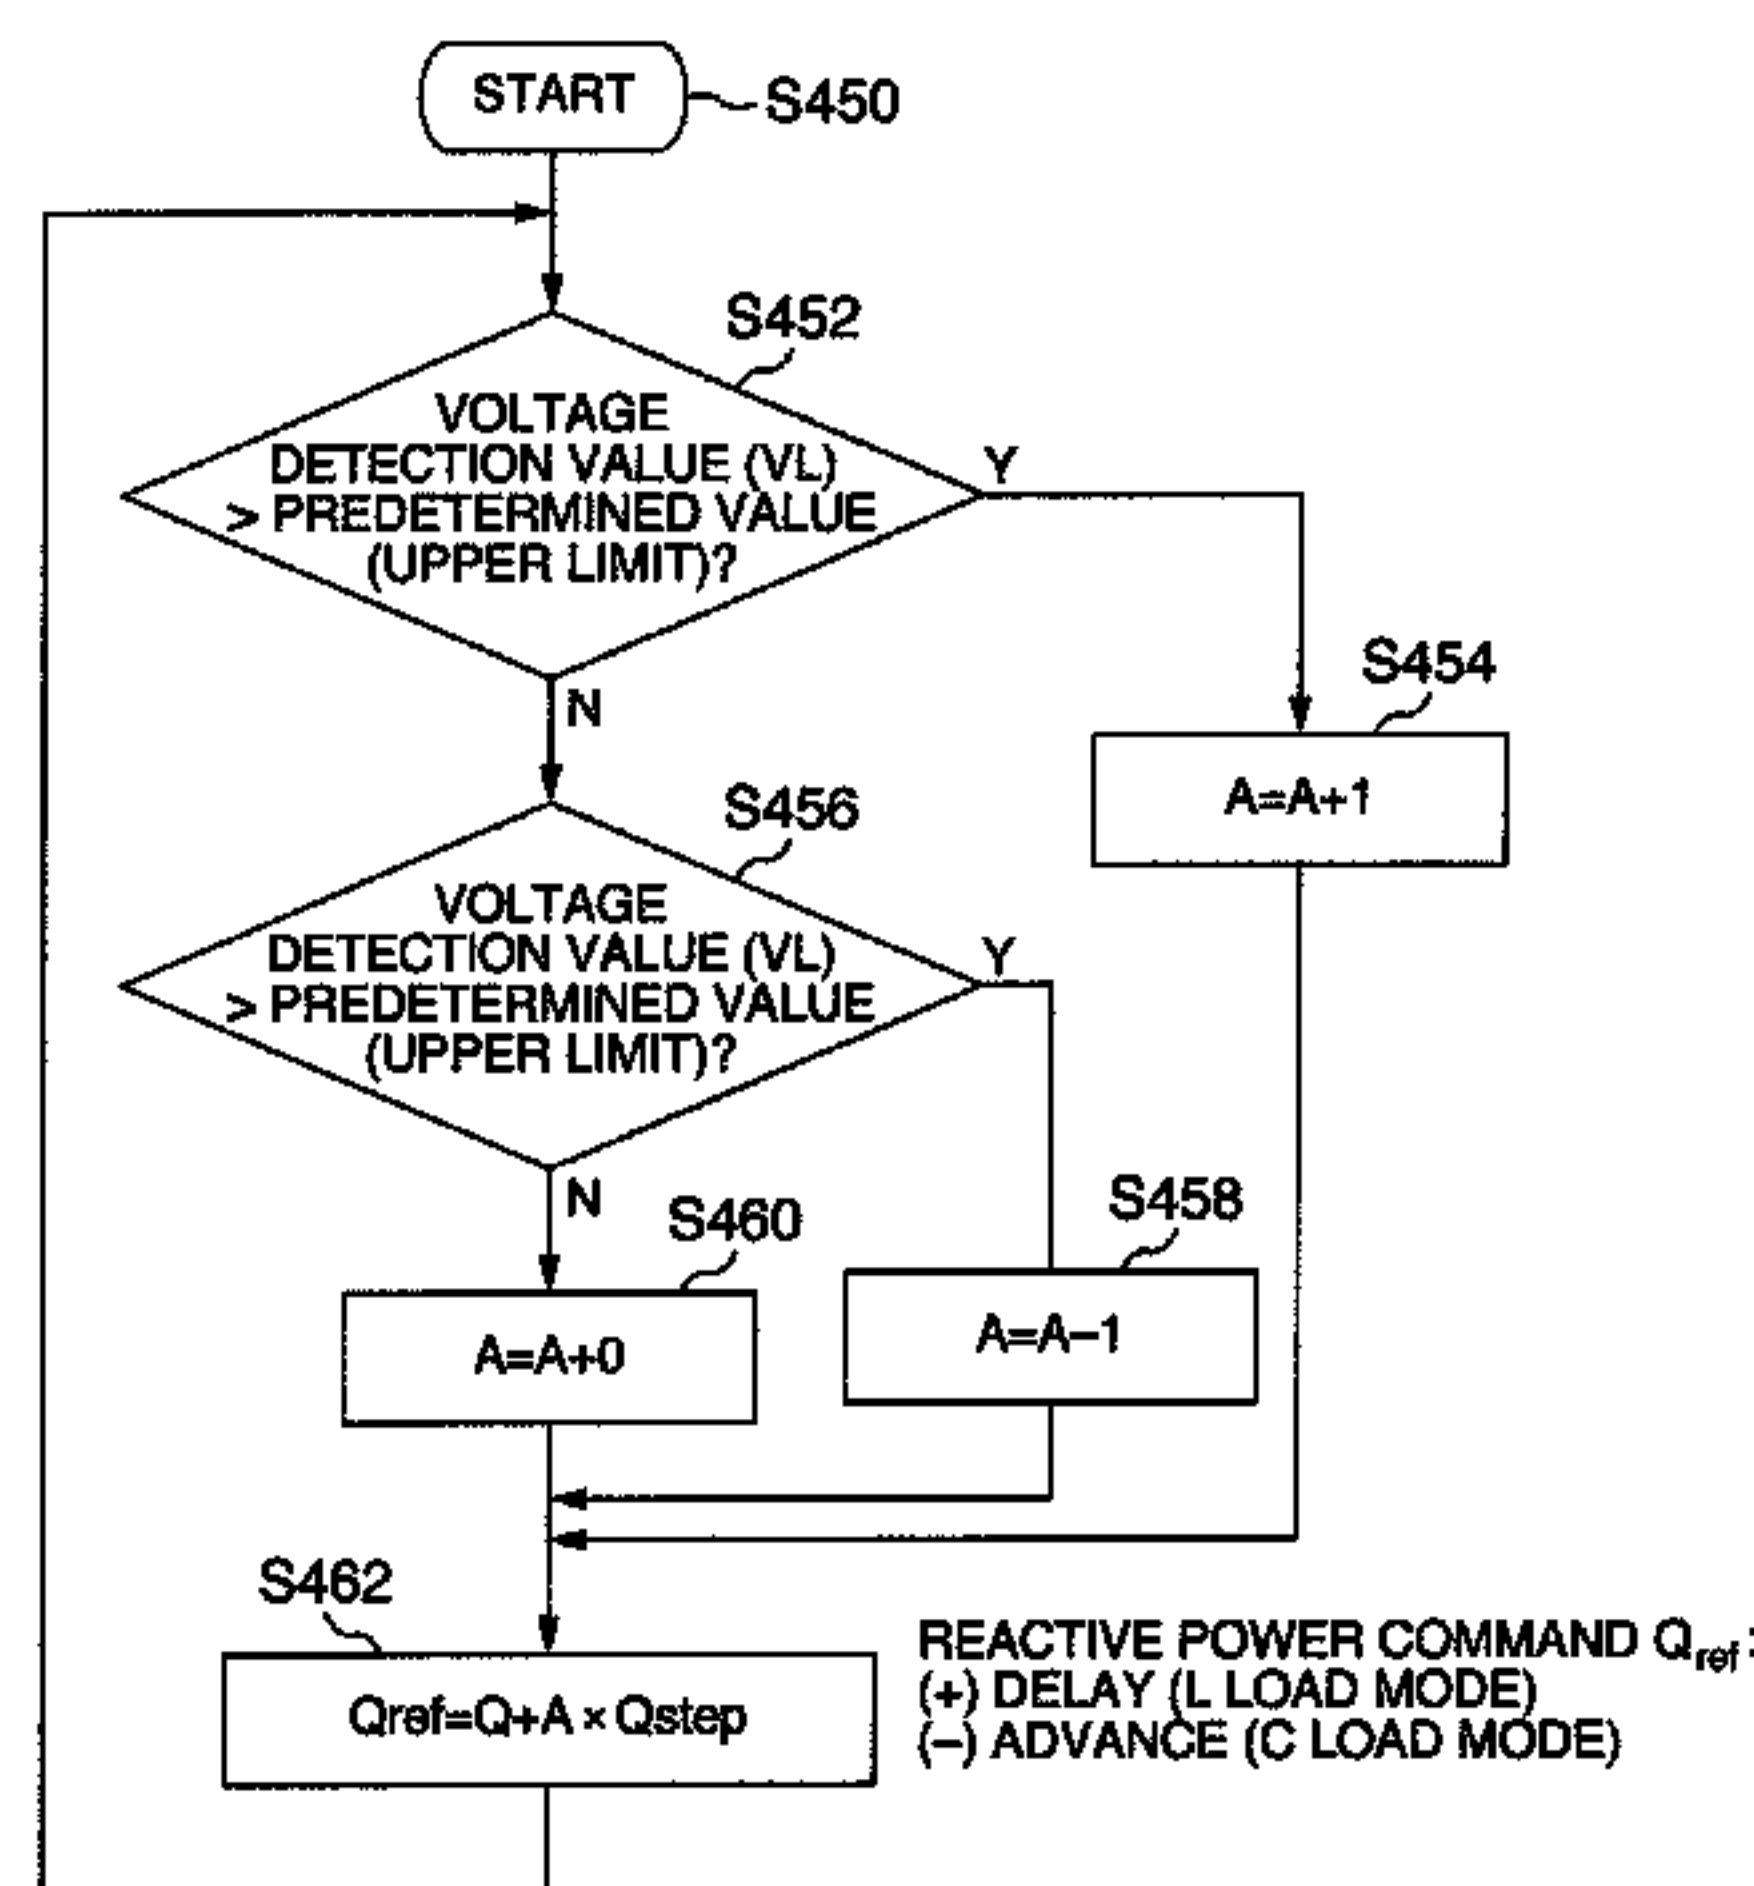 START
S450
S452
VOLTAGE
DETECTION VALUE (VL)
> PREDETERMINED VALUE
(UPPER LIMIT)?
Y
N
S454
A=A+1
S456
VOLTAGE
DETECTION VALUE (VL)
> PREDETERMINED VALUE
(UPPER LIMIT)?
Y
N
S458
A=A−1
S460
A=A+0
S462
Qref=Q+A × Qstep
REACTIVE POWER COMMAND Qref :
(+) DELAY (L LOAD MODE)
(−) ADVANCE (C LOAD MODE)